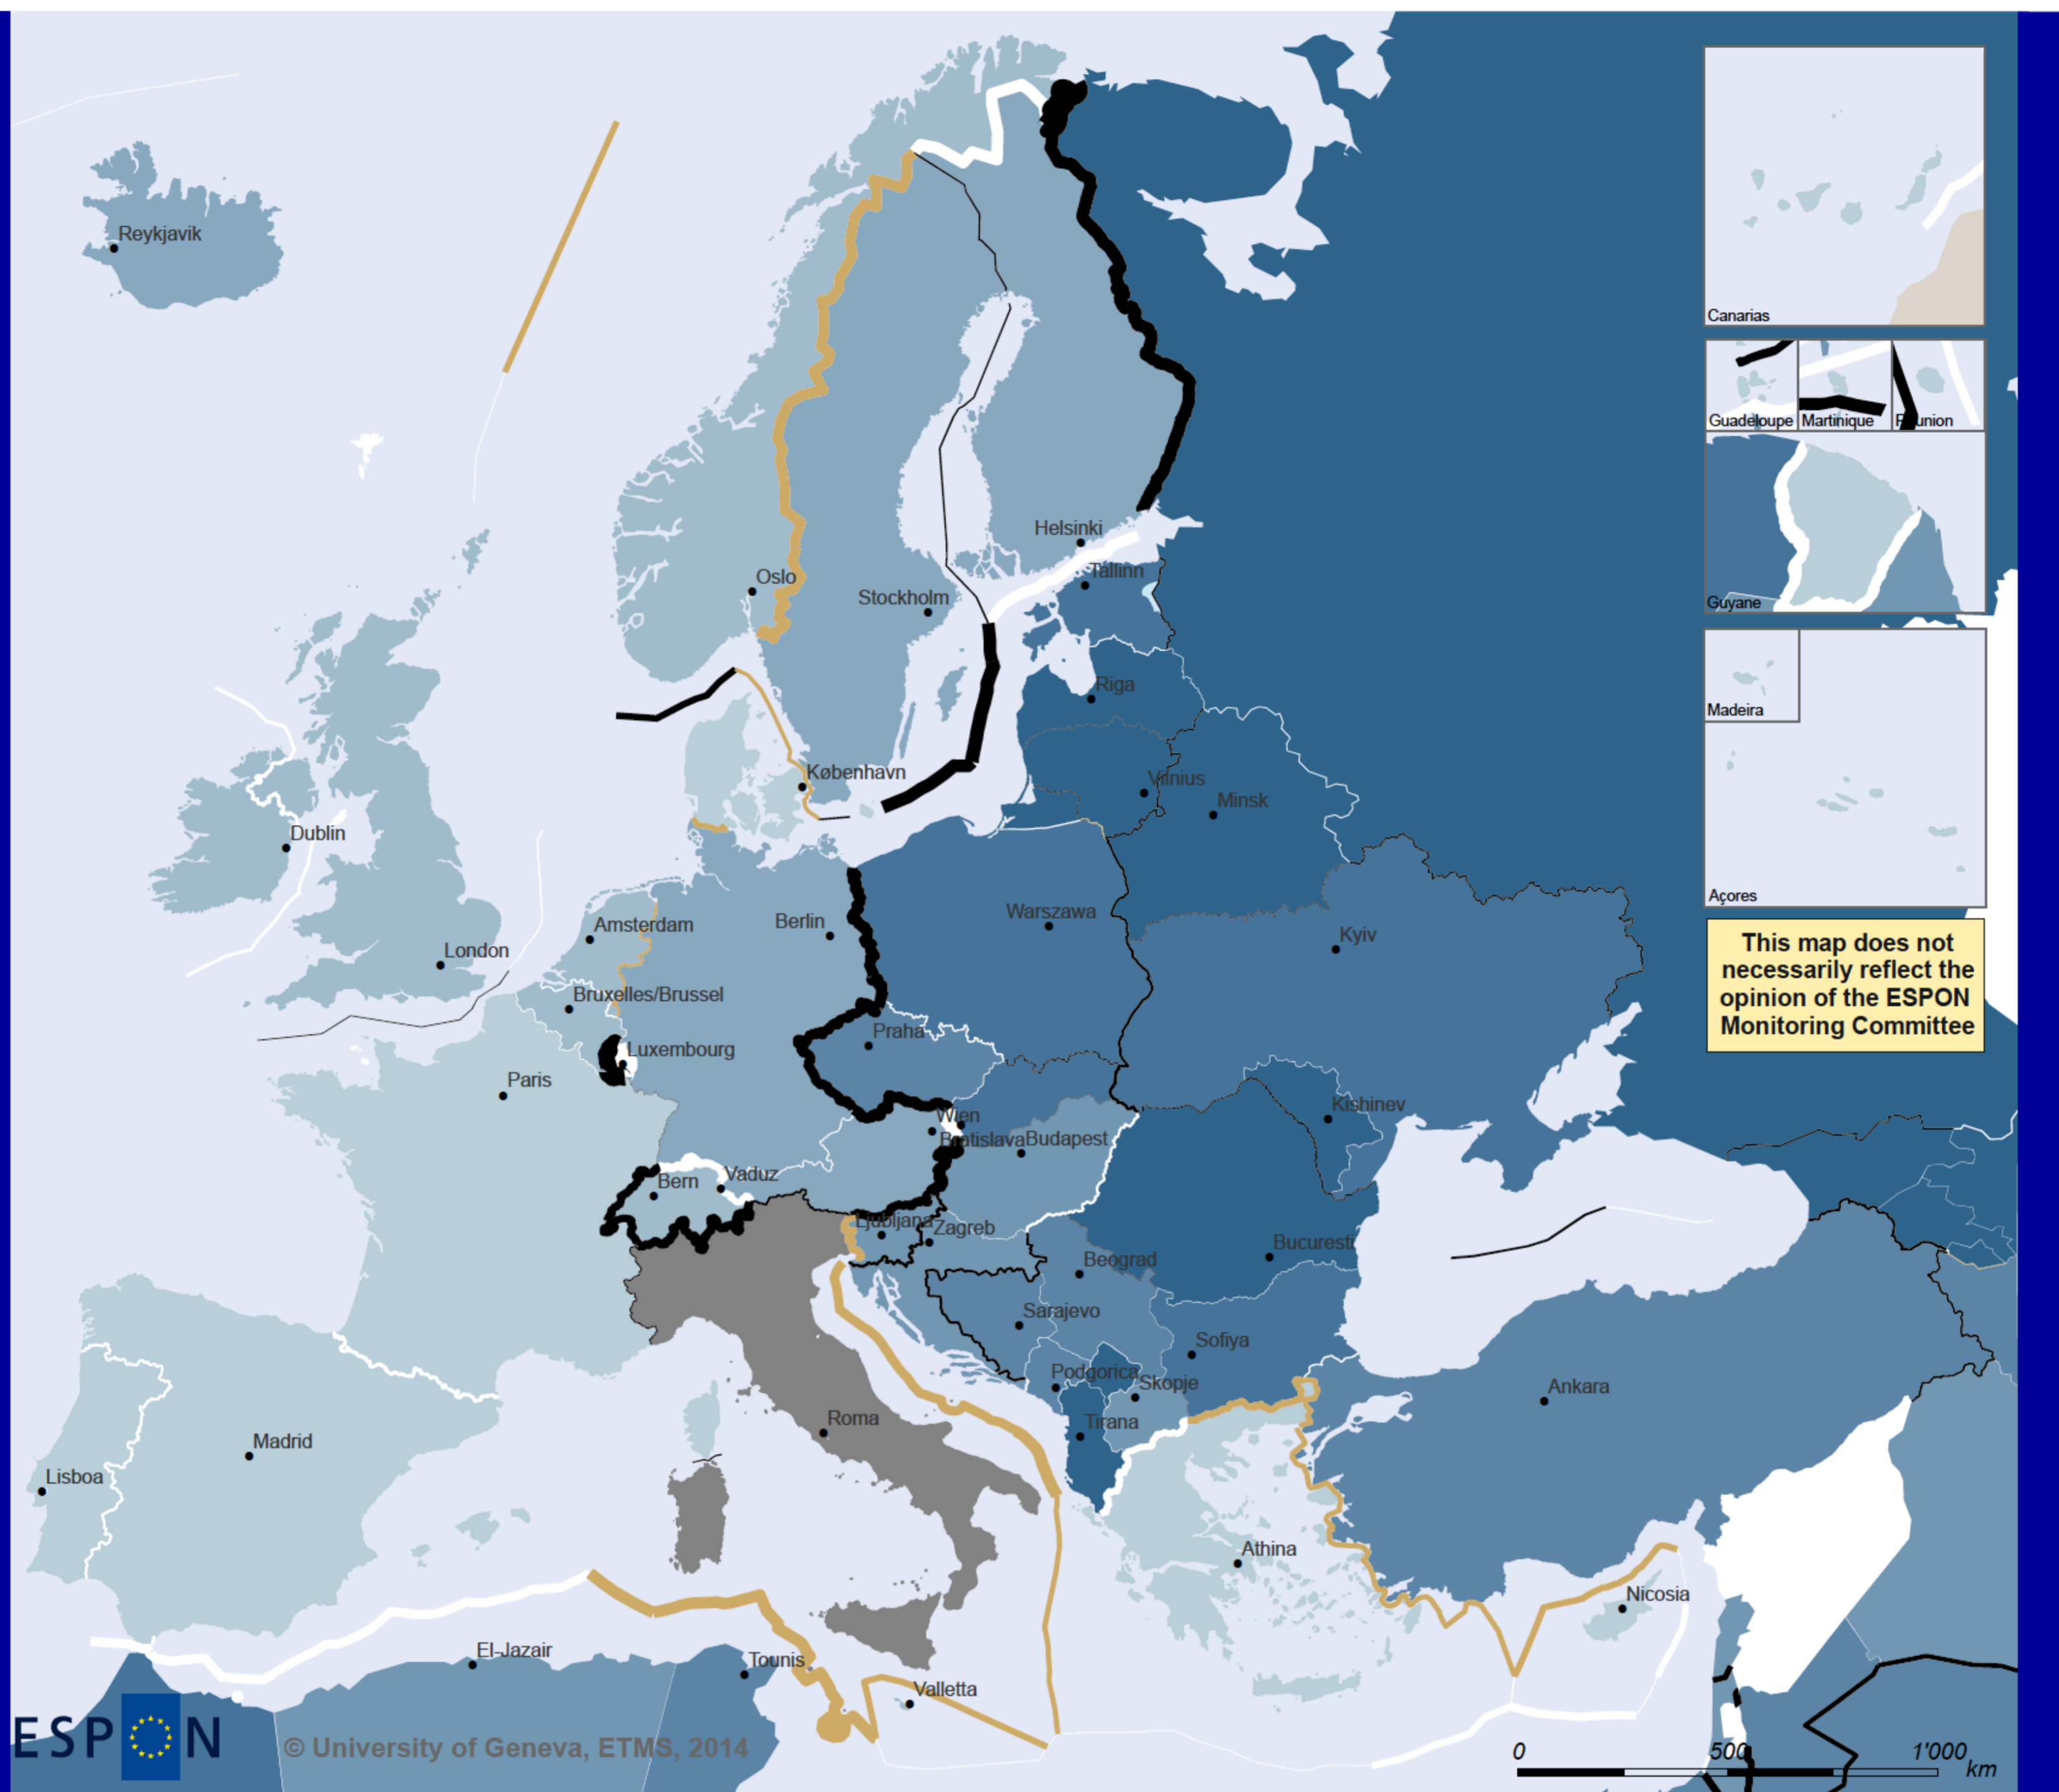 Reykjavik
Canarias
Guadeloupe
Martinique
Guyane
Helsinki
Tallinn
Oslo
Stockholm
Riga
Madeira
København
Vilnius
Minsk
Dublin
Açores
Amsterdam
Berlin
Warszawa
Kyiv
London
This map does not
necessarily reflect the
opinion of the ESPON
Monitoring Committee
Bruxelles/Brussel
Praha
Luxembourg
Paris
Kishinev
Wien
Bratislava
Budapest
Bern
Vaduz
Ljubljana
Zagreb
Bucuresti
Beograd
Sarajevo
Sofiya
Podgorica
Skopje
Ankara
Roma
Tirana
Madrid
Lisboa
Athina
Nicosia
El-Jazair
Tounis
Valletta
ESPON
© University of Geneva, ETMS, 2014
0 500 1'000 km